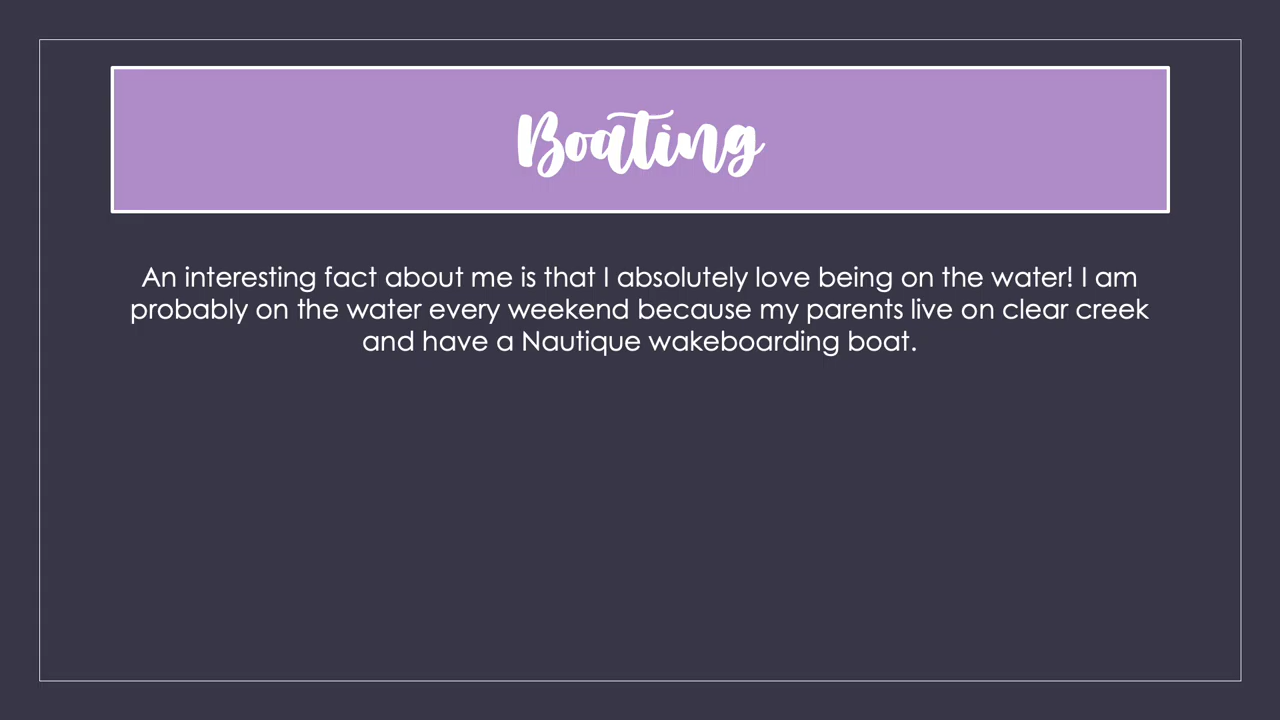 Boating
An interesting fact about me is that I absolutely love being on the water! I am
probably on the water every weekend because my parents live on clear creek
and have a Nautique wakeboarding boat.